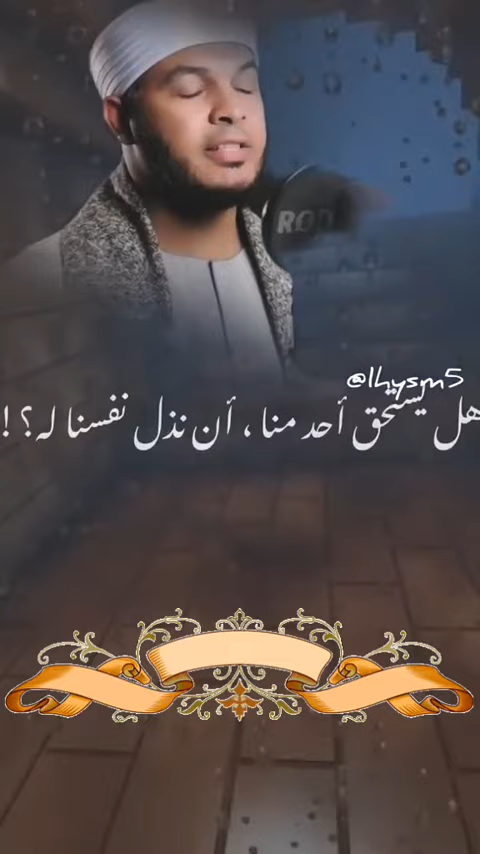 @lhysm5
هل يستحق أحد منا ، أن نذل نفسنا له ؟ !